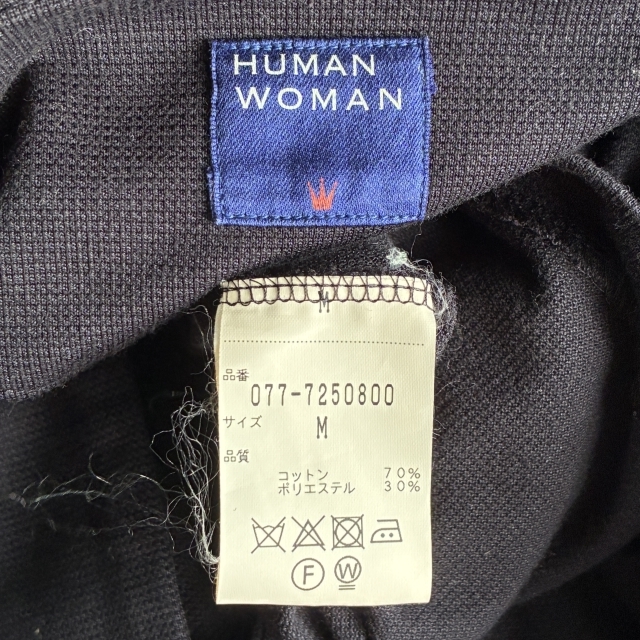 HUMAN
WOMAN
M
品番
077-7250800
サイズ
M
品質
コットン 70%
ポリエステル 30%
F W